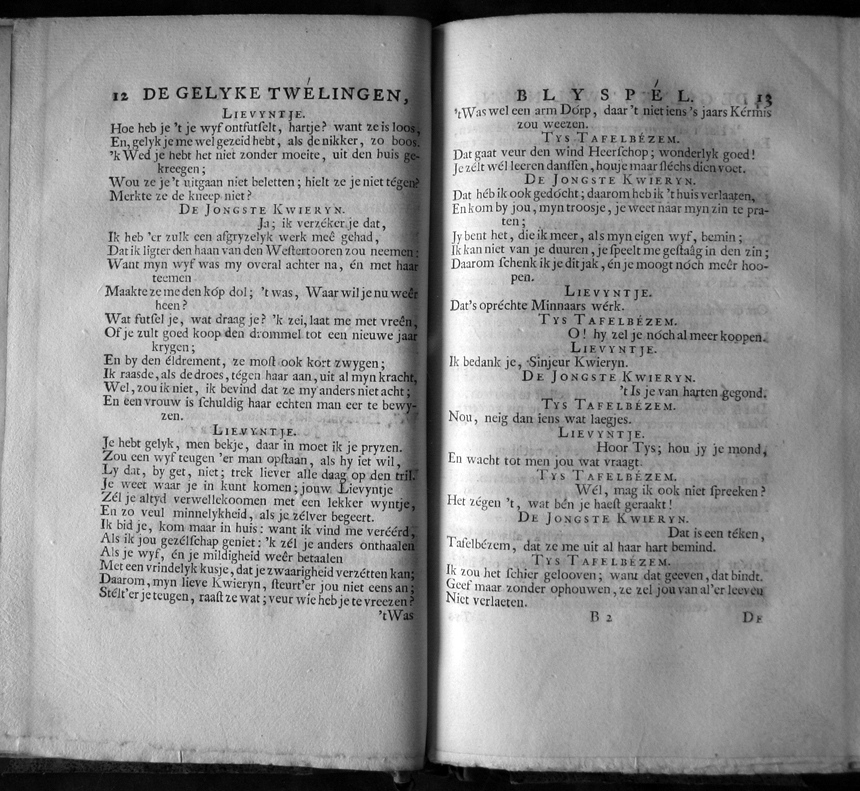 12 DE GELYKE TWÉLINGEN,
LIEVYNTJE.
Hoe heb je 't je wyf ontfutſelt, hartje? want ze is loos,
En, gelyk je me wel gezeid hebt, als de nikker, zo boos.
'k Wed je hebt het niet zonder moeite, uit den huis ge-
kreegen;
Wou ze je 't uitgaan niet beletten; hielt ze je niet tégen?
Merkte ze de kneep niet?
DE JONGSTE KWIERYN.
Ja; ik verzéker je dat,
Ik heb 'er zulk een afgryzelyk werk meê gehad,
Dat ik ligter den haan van den Weſtertooren zou neemen:
Want myn wyf was my overal achter na, én met haar
teemen
Maakte ze me den kóp dol; 't was, Waar wil je nu weêr
heen?
Wat futſel je, wat draag je? 'k zei, laat me met vreên,
Of je zult goed koop den drommel tot een nieuwe jaar
krygen;
En by den éldrement, ze moſt ook kort zwygen;
Ik raasde, als de droes, tégen haar aan, uit al myn kracht,
Wel, zou ik niet, ik bevind dat ze my anders niet acht;
En een vrouw is ſchuldig haar echten man eer te bewy-
zen.
LIEVYNTJE.
Je hebt gelyk, men bekje, daar in moet ik je pryzen.
Zou een wyf teugen 'er man opſtaan, als hy iet wil,
Ly dat, by get, niet; trek liever alle daag op den tril.
Je weet waar je in kunt komen; jouw Lievyntje
Zél je altyd verwellekoomen met een lekker wyntje,
En zo veul minnelykheid, als je zélver begeert.
Ik bid je, kom maar in huis: want ik vind me veréérd,
Als ik jou gezélſchap geniet: 'k zél je anders onthaalen
Als je wyf, én je mildigheid weêr betaalen
Met een vrindelyk kusje, dat je zwaarigheid verzétten kan;
Daarom, myn lieve Kwieryn, ſteurt'er jou niet eens an;
Stélt'er je teugen, raaſt ze wat; veur wie heb je te vreezen?
'tWas
BLYSPÉL. 13
'tWas wel een arm Dórp, daar 't niet iens 's jaars Kérmis
zou weezen.
TYS TAFELBÉZEM.
Dat gaat veur den wind Heerſchop; wonderlyk goed!
Je zélt wél leeren danſſen, houje maar ſléchs dien voet.
DE JONGSTE KWIERYN.
Dat héb ik ook gedócht; daarom heb ik 't huis verlaaten,
En kom by jou, myn troosje, je weet naar myn zin te pra-
ten;
Jy bent het, die ik meer, als myn eigen wyf, bemin;
Ik kan niet van je duuren, je ſpeelt me geſtaâg in den zin;
Daarom ſchenk ik je dit jak, én je moogt nóch meêr hoo-
pen.
LIEVYNTJE.
Dat's opréchte Minnaars wérk.
TYS TAFELBÉZEM.
O! hy zel je nóch al meer koppen.
LIEVYNTJE.
Ik bedank je, Sinjeur Kwieryn.
DE JONGSTE KWIERYN.
't Is je van harten gegond.
TYS TAFELBÉZEM.
Nou, neig dan iens wat laegjes.
LIEVYNTJE.
Hoor Tys; hou jy je mond,
En wacht tot men jou wat vraagt.
TYS TAFELBÉZEM.
Wél, mag ik ook niet ſpreeken?
Het zégen 't, wat bén je haeſt geraakt!
DE JONGSTE KWIERYN.
Dat is een téken,
Tafelbézem, dat ze me uit al haar hart bemind.
TYS TAFELBÉZEM.
Ik zou het ſchier gelooven; want dat geeven, dat bindt.
Geef maar zonder ophouwen, ze zel jou van al'er leeven
Niet verlaeten.
B 2 DE